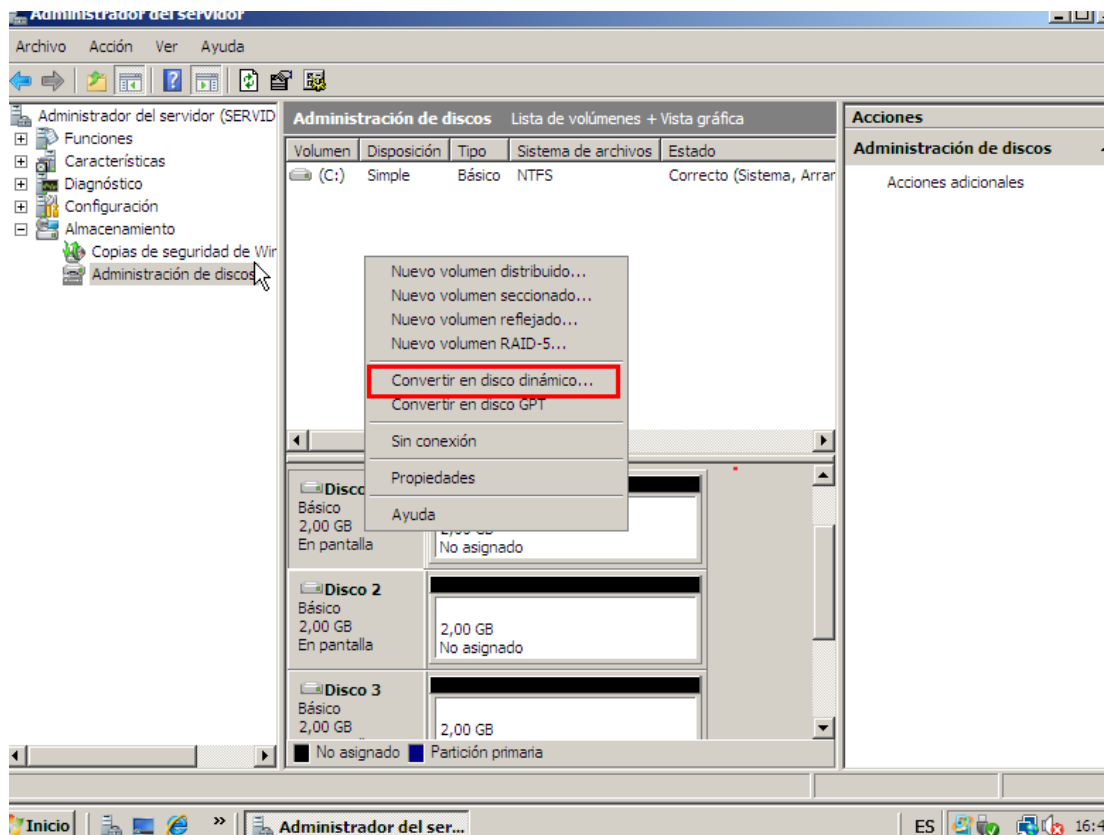 Administrador del servidor
Archivo Acción Ver Ayuda
Administrador del servidor (SERVID
Funciones
Características
Diagnóstico
Configuración
Almacenamiento
Copias de seguridad de Wir
Administración de discos
Administración de discos Lista de volúmenes + Vista gráfica
Volumen Disposición Tipo Sistema de archivos Estado
(C:) Simple Básico NTFS Correcto (Sistema, Arrar
Nuevo volumen distribuido...
Nuevo volumen seccionado...
Nuevo volumen reflejado...
Nuevo volumen RAID-5...
Convertir en disco dinámico...
Convertir en disco GPT
Sin conexión
Propiedades
Ayuda
Disco
Básico
2,00 GB
En pantalla
2,00 GB
No asignado
Disco 2
Básico
2,00 GB
En pantalla
2,00 GB
No asignado
Disco 3
Básico
2,00 GB
2,00 GB
No asignado Partición primaria
Acciones
Administración de discos
Acciones adicionales
Inicio » Administrador del ser... ES 16:4